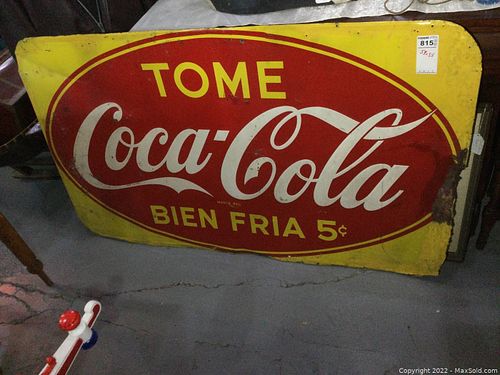 TOME
Coca-Cola
BIEN FRIA 5¢
815
Copyright 2022 - MaxSold.com